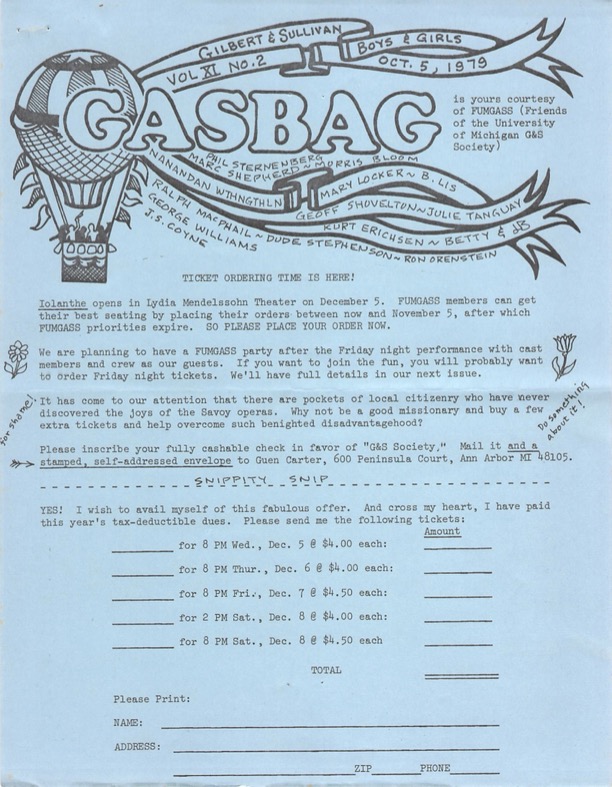 GILBERT & SULLIVAN BOYS & GIRLS
VOL XI NO. 2 OCT. 5, 1979
GASBAG
is yours courtesy
of FUMGASS (Friends
of the University
of Michigan G&S
Society)
PHIL STERNENBERG
MARC SHEPHERD ~ MORRIS BLOOM
NANANDAN WTHNGTHLN MARY LOCKER ~ B. LIS
RALPH MACPHAIL ~ DUDE STEPHENSON ~ RON ORENSTEIN
GEOFF SHOVELTON ~ JULIE TANGUAY
GEORGE WILLIAMS KURT ERICHSEN ~ BETTY & JB
J.S. COYNE
TICKET ORDERING TIME IS HERE!
Iolanthe opens in Lydia Mendelssohn Theater on December 5. FUMGASS members can get
their best seating by placing their orders between now and November 5, after which
FUMGASS priorities expire. SO PLEASE PLACE YOUR ORDER NOW.
We are planning to have a FUMGASS party after the Friday night performance with cast
members and crew as our guests. If you want to join the fun, you will probably want
to order Friday night tickets. We'll have full details in our next issue.
for shame!
It has come to our attention that there are pockets of local citizenry who have never
discovered the joys of the Savoy operas. Why not be a good missionary and buy a few
extra tickets and help overcome such benighted disadvantagehood?
Do something
about it!
Please inscribe your fully cashable check in favor of "G&S Society," Mail it and a
stamped, self-addressed envelope to Guen Carter, 600 Peninsula Court, Ann Arbor MI 48105.
SNIPPITY SNIP
YES! I wish to avail myself of this fabulous offer. And cross my heart, I have paid
this year's tax-deductible dues. Please send me the following tickets:
Amount
for 8 PM Wed., Dec. 5 @ $4.00 each:
for 8 PM Thur., Dec. 6 @ $4.00 each:
for 8 PM Fri., Dec. 7 @ $4.50 each:
for 2 PM Sat., Dec. 8 @ $4.00 each:
for 8 PM Sat., Dec. 8 @ $4.50 each
TOTAL
Please Print:
NAME:
ADDRESS:
ZIP PHONE